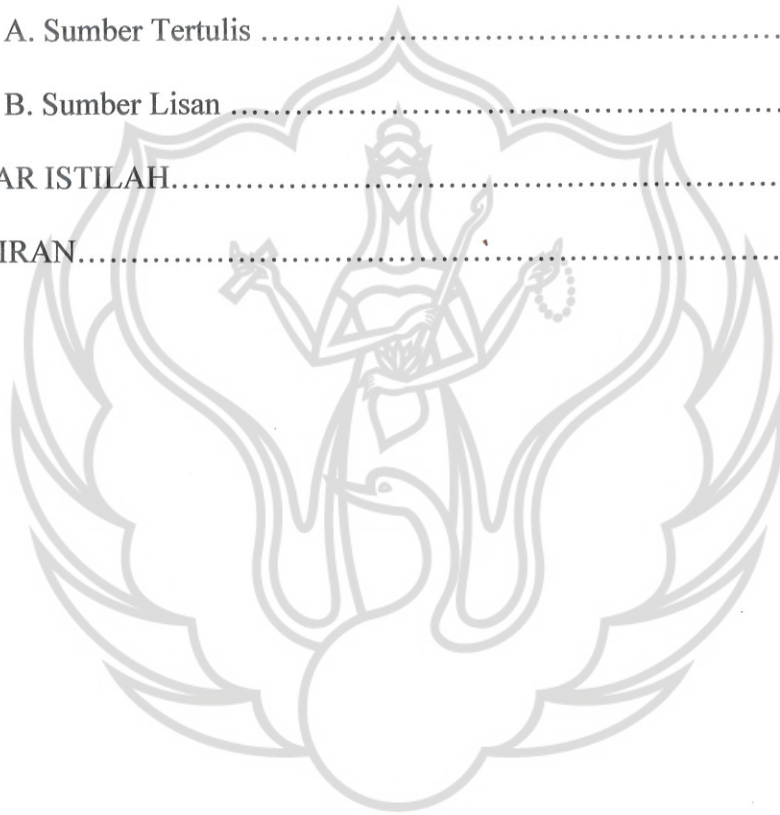 A. Sumber Tertulis ........................................................
B. Sumber Lisan ...........................................................
AR ISTILAH..................................................................
IRAN............................................................................